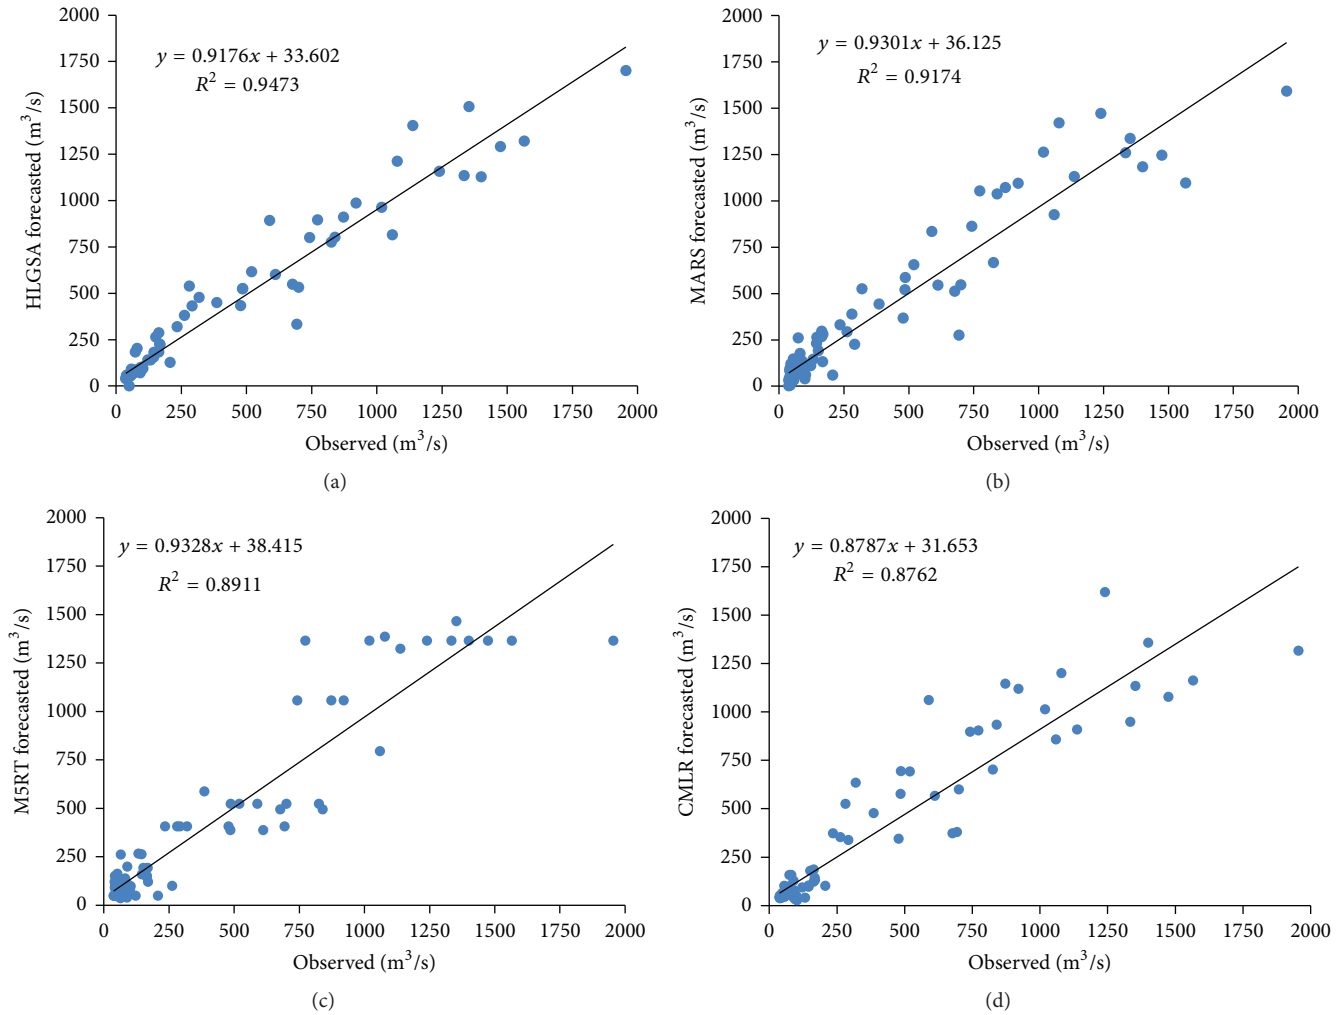 HLGSA forecasted (m³/s)
2000
1750
1500
1250
1000
750
500
250
0
y = 0.9176x + 33.602
R² = 0.9473
0 250 500 750 1000 1250 1500 1750 2000
Observed (m³/s)
(a)
MARS forecasted (m³/s)
2000
1750
1500
1250
1000
750
500
250
0
y = 0.9301x + 36.125
R² = 0.9174
0 250 500 750 1000 1250 1500 1750 2000
Observed (m³/s)
(b)
M5RT forecasted (m³/s)
2000
1750
1500
1250
1000
750
500
250
0
y = 0.9328x + 38.415
R² = 0.8911
0 250 500 750 1000 1250 1500 1750 2000
Observed (m³/s)
(c)
CMLR forecasted (m³/s)
2000
1750
1500
1250
1000
750
500
250
0
y = 0.8787x + 31.653
R² = 0.8762
0 250 500 750 1000 1250 1500 1750 2000
Observed (m³/s)
(d)